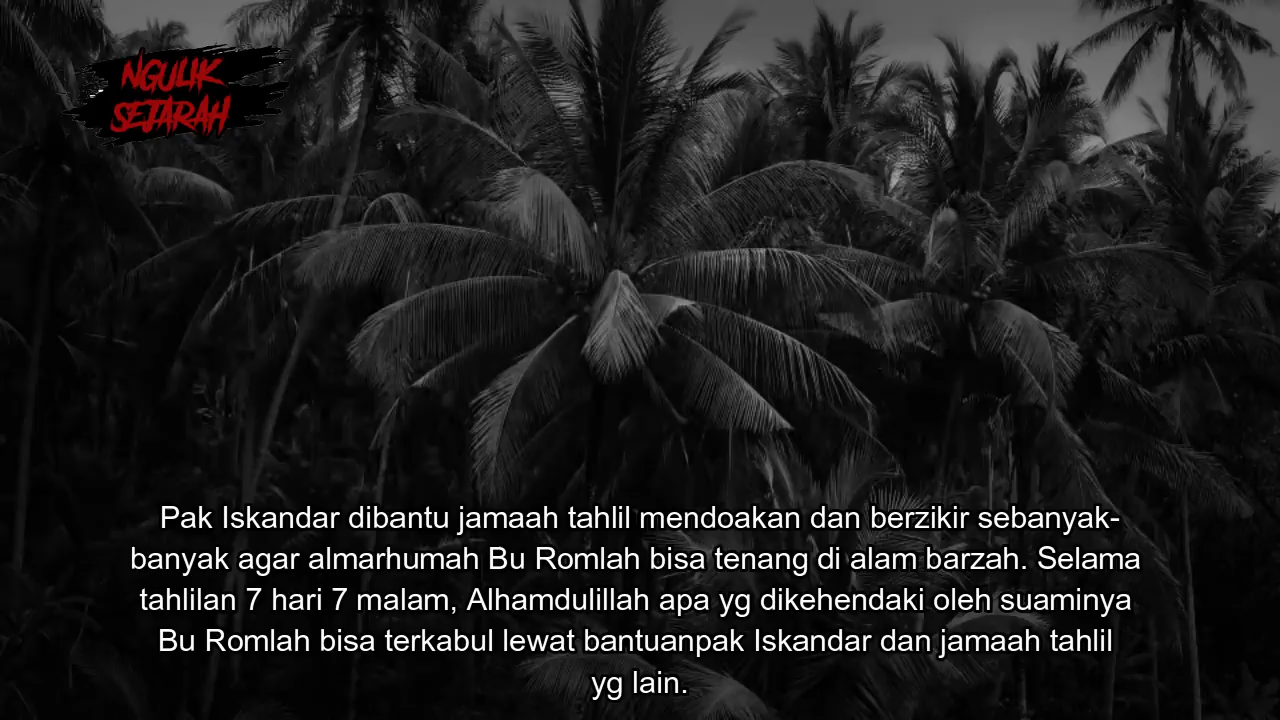 NGULIK
SEJARAH
Pak Iskandar dibantu jamaah tahlil mendoakan dan berzikir sebanyak-
banyak agar almarhumah Bu Romlah bisa tenang di alam barzah. Selama
tahlilan 7 hari 7 malam, Alhamdulillah apa yg dikehendaki oleh suaminya
Bu Romlah bisa terkabul lewat bantuanpak Iskandar dan jamaah tahlil
yg lain.